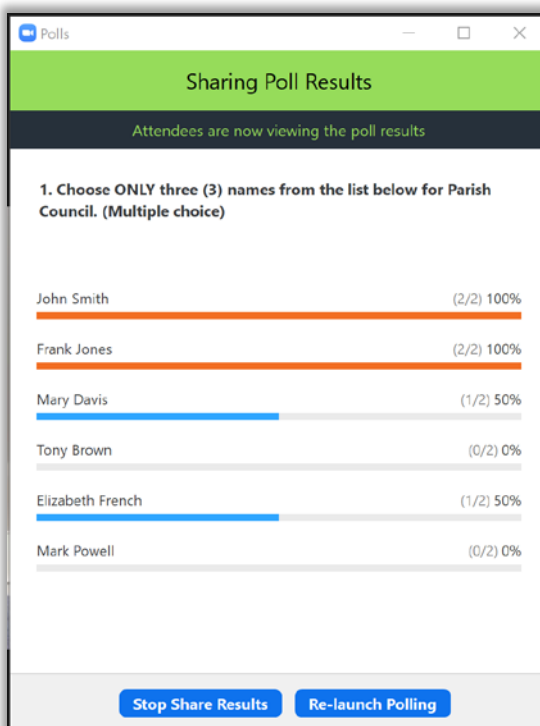 Polls
Sharing Poll Results
Attendees are now viewing the poll results
1. Choose ONLY three (3) names from the list below for Parish
Council. (Multiple choice)
John Smith (2/2) 100%
Frank Jones (2/2) 100%
Mary Davis (1/2) 50%
Tony Brown (0/2) 0%
Elizabeth French (1/2) 50%
Mark Powell (0/2) 0%
Stop Share Results Re-launch Polling